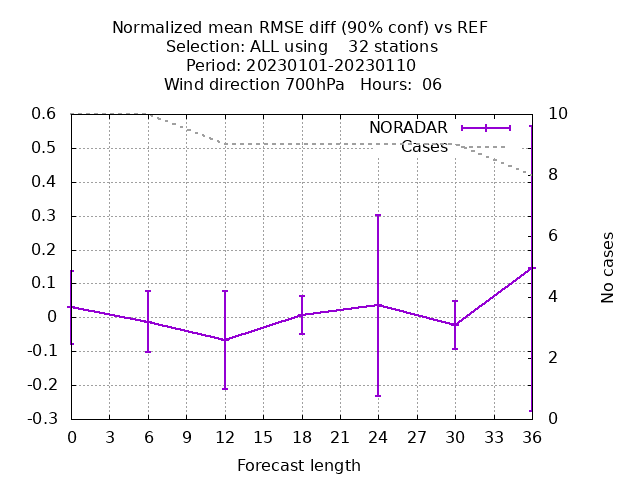 Normalized mean RMSE diff (90% conf) vs REF
Selection: ALL using    32 stations
Period: 20230101-20230110
Wind direction 700hPa   Hours:  06
NORADAR
Cases
0.6
0.5
0.4
0.3
0.2
0.1
0
-0.1
-0.2
-0.3
10
8
6
4
2
0
No cases
0 3 6 9 12 15 18 21 24 27 30 33 36
Forecast length